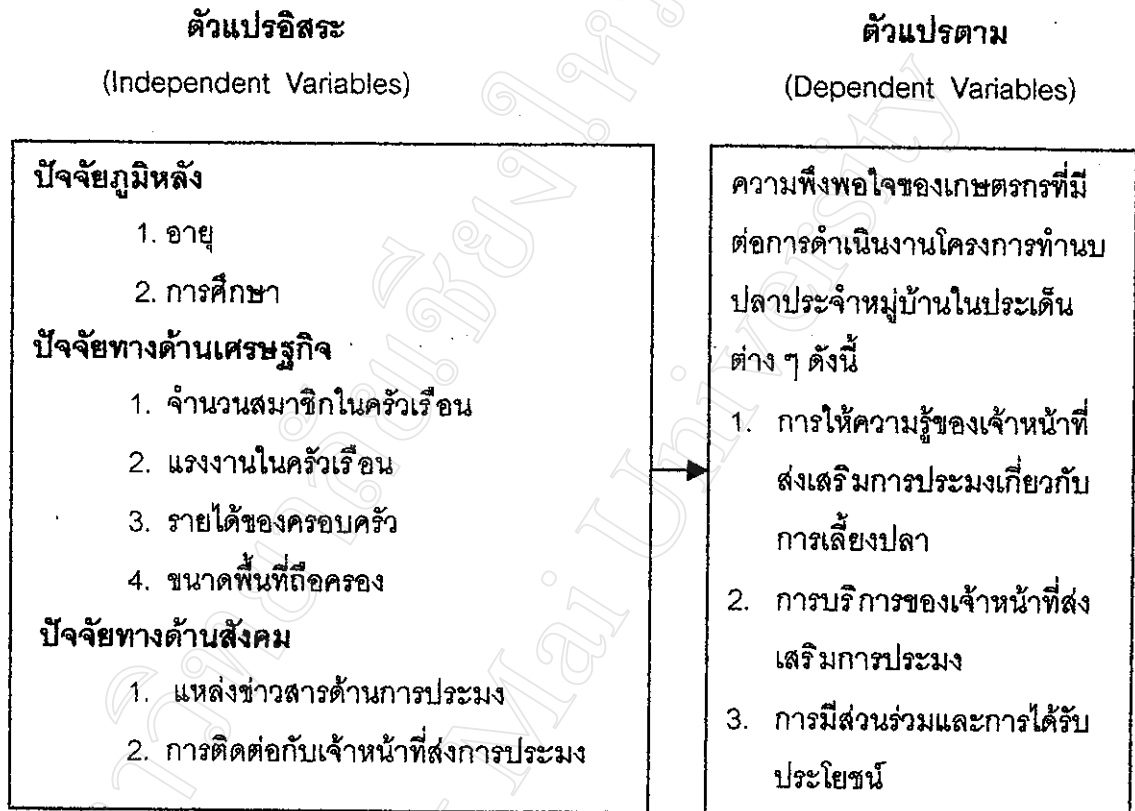 ตัวแปรอิสระ
(Independent Variables)
ปัจจัยภูมิหลัง
1. อายุ
2. การศึกษา
ปัจจัยทางด้านเศรษฐกิจ
1. จำนวนสมาชิกในครัวเรือน
2. แรงงานในครัวเรือน
3. รายได้ของครอบครัว
4. ขนาดพื้นที่ถือครอง
ปัจจัยทางด้านสังคม
1. แหล่งข่าวสารด้านการประมง
2. การติดต่อกับเจ้าหน้าที่ส่งการประมง
ตัวแปรตาม
(Dependent Variables)
ความพึงพอใจของเกษตรกรที่มี
ต่อการดำเนินงานโครงการทำนบ
ปลาประจำหมู่บ้านในประเด็น
ต่าง ๆ ดังนี้
1. การให้ความรู้ของเจ้าหน้าที่
ส่งเสริมการประมงเกี่ยวกับ
การเลี้ยงปลา
2. การบริการของเจ้าหน้าที่ส่ง
เสริมการประมง
3. การมีส่วนร่วมและการได้รับ
ประโยชน์
Mai University